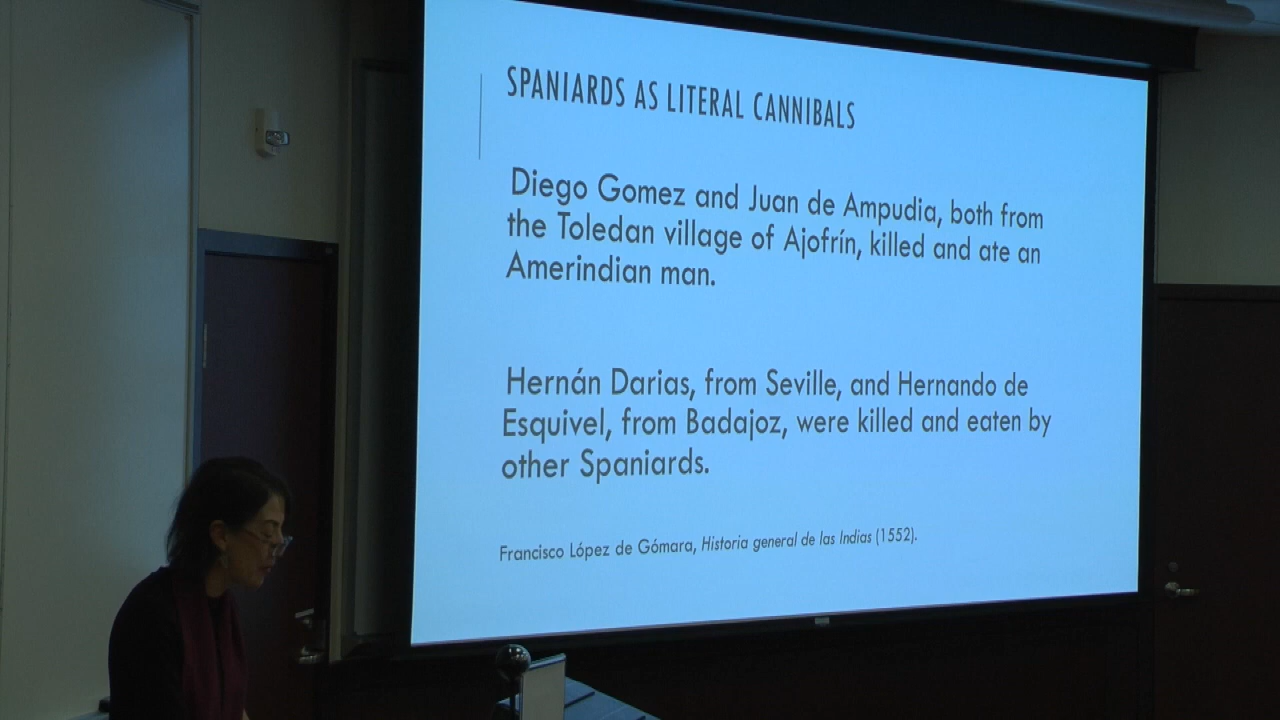 SPANIARDS AS LITERAL CANNIBALS
Diego Gomez and Juan de Ampudia, both from
the Toledan village of Ajofrín, killed and ate an
Amerindian man.
Hernán Darias, from Seville, and Hernando de
Esquivel, from Badajoz, were killed and eaten by
other Spaniards.
Francisco López de Gómara, Historia general de las Indias (1552).